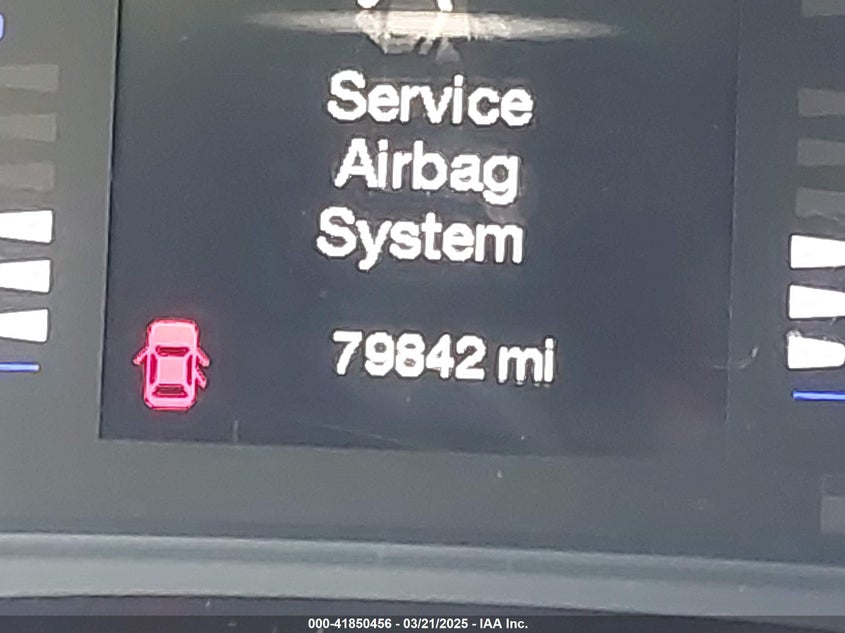 Service
Airbag
System
79842 mi
000-41850456 - 03/21/2025 - IAA Inc.